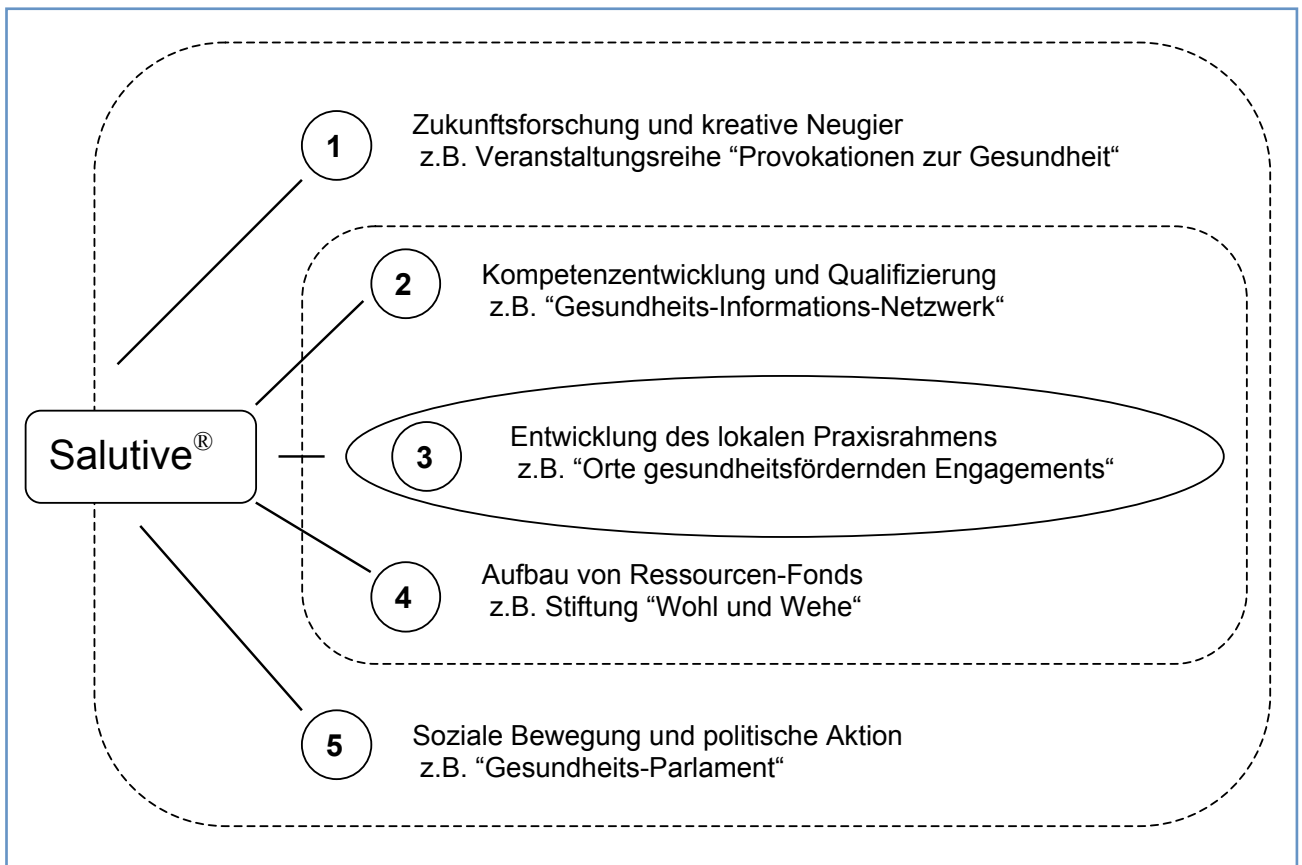 1
Zukunftsforschung und kreative Neugier
z.B. Veranstaltungsreihe “Provokationen zur Gesundheit“
2
Kompetenzentwicklung und Qualifizierung
z.B. “Gesundheits-Informations-Netzwerk“
Salutive®
3
Entwicklung des lokalen Praxisrahmens
z.B. “Orte gesundheitsfördernden Engagements“
4
Aufbau von Ressourcen-Fonds
z.B. Stiftung “Wohl und Wehe“
5
Soziale Bewegung und politische Aktion
z.B. “Gesundheits-Parlament“